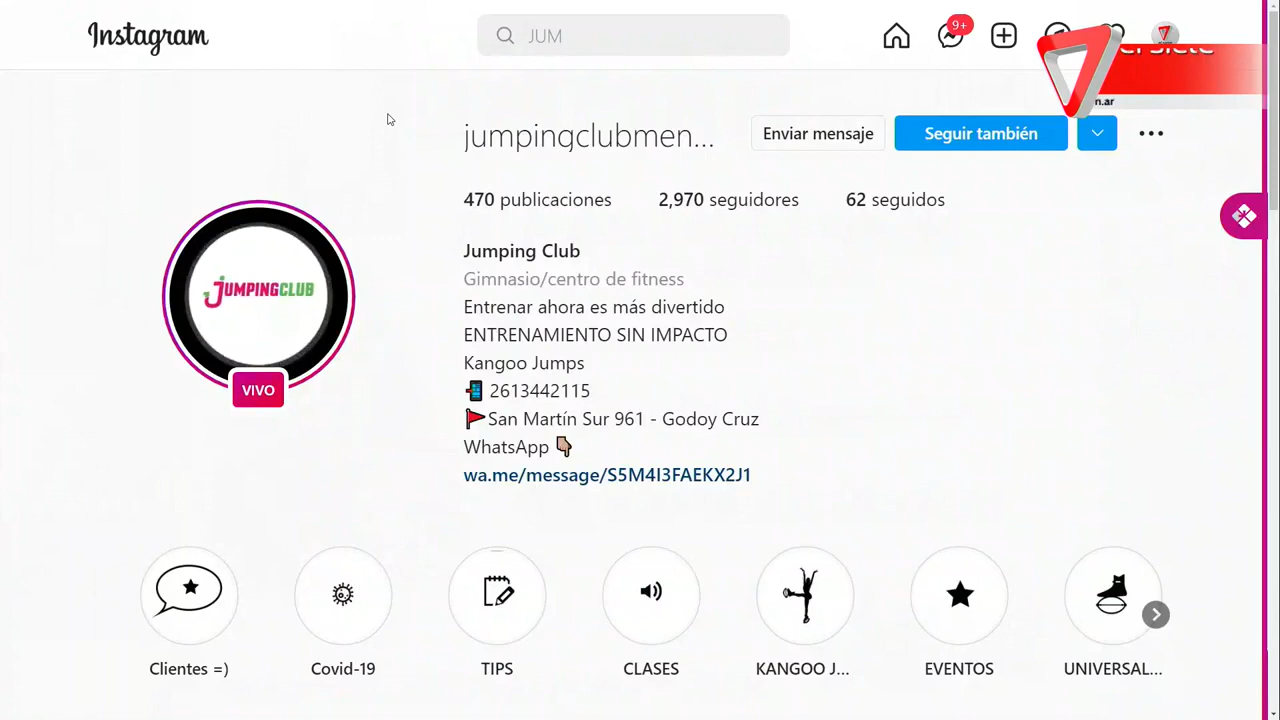 Instagram
JUM
9+
n.ar
jumpingclubmen...
Enviar mensaje
Seguir también
470 publicaciones
2,970 seguidores
62 seguidos
JUMPINGCLUB
VIVO
Jumping Club
Gimnasio/centro de fitness
Entrenar ahora es más divertido
ENTRENAMIENTO SIN IMPACTO
Kangoo Jumps
2613442115
San Martín Sur 961 - Godoy Cruz
WhatsApp
wa.me/message/S5M4I3FAEKX2J1
Clientes =)
Covid-19
TIPS
CLASES
KANGOO J...
EVENTOS
UNIVERSAL...